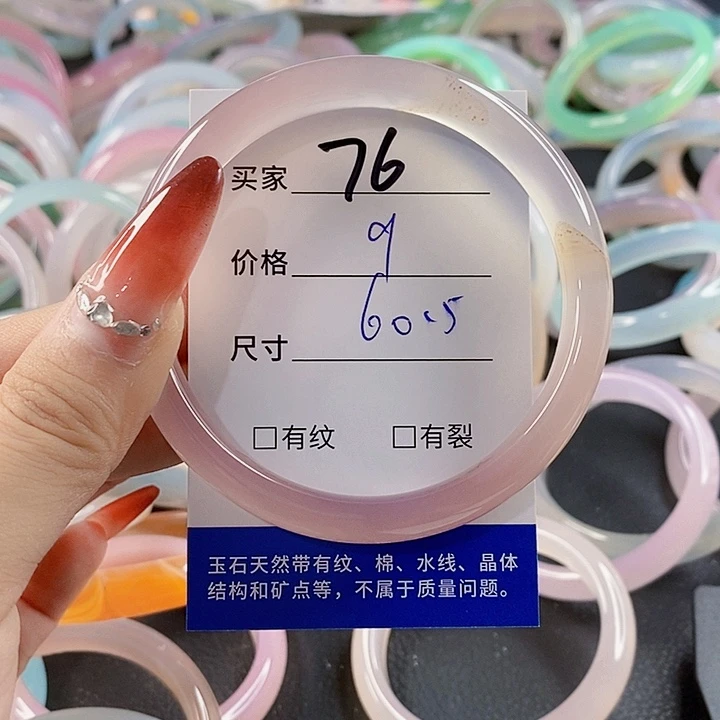 买家 76
价格 9
尺寸 60.5
□有纹 □有裂
玉石天然带有纹、棉、水线、晶体
结构和矿点等，不属于质量问题。